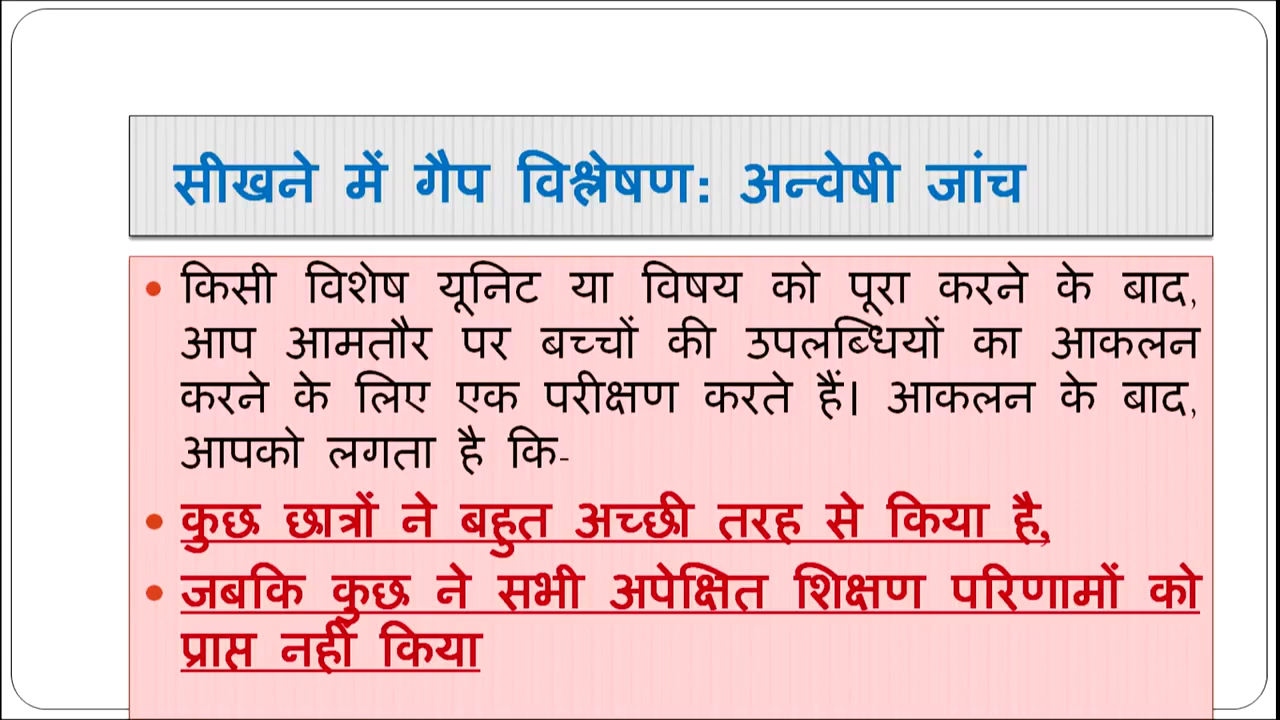 सीखने में गैप विश्लेषण: अन्वेषी जांच
• किसी विशेष यूनिट या विषय को पूरा करने के बाद,
आप आमतौर पर बच्चों की उपलब्धियों का आकलन
करने के लिए एक परीक्षण करते हैं। आकलन के बाद,
आपको लगता है कि-
• कुछ छात्रों ने बहुत अच्छी तरह से किया है,
• जबकि कुछ ने सभी अपेक्षित शिक्षण परिणामों को
प्राप्त नहीं किया